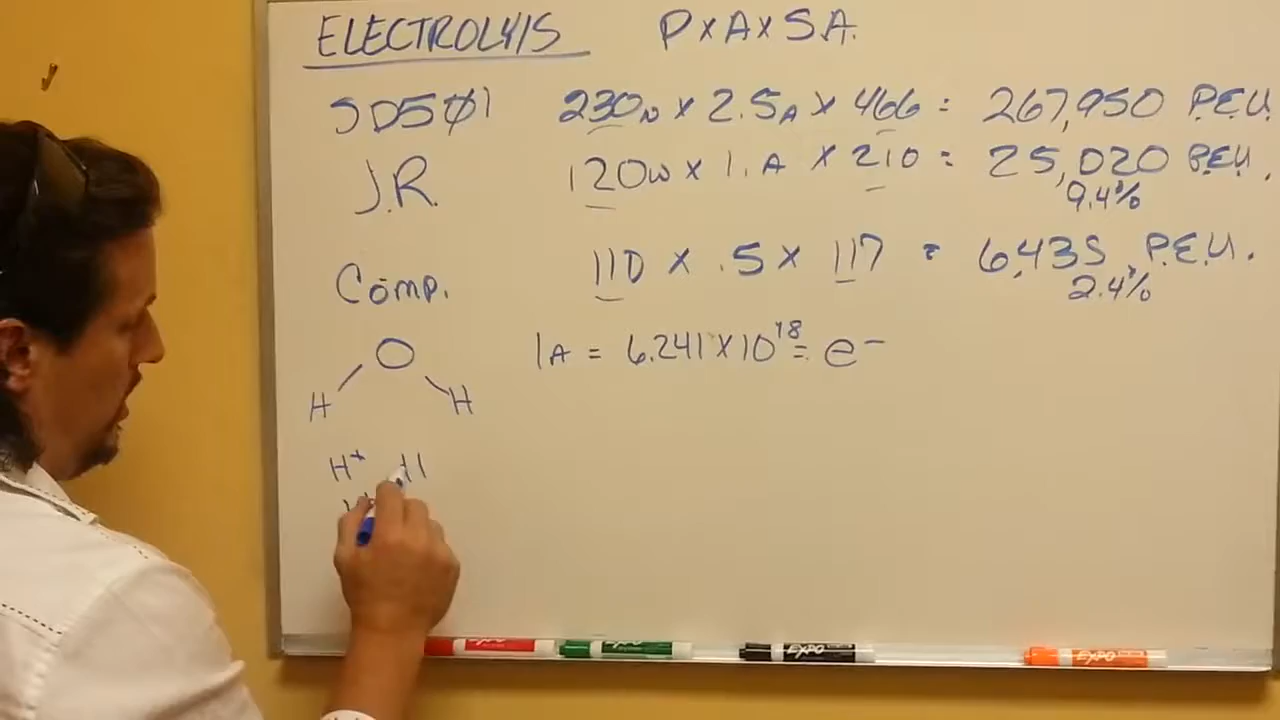 ELECTROLYIS P x A x S.A.
SD5Ø1 230W x 2.5A x 466 = 267,950 P.E.U.
J.R. 120W x 1.A x 210 = 25,020 P.E.U.
9.4%
Comp. 110 x .5 x 117 = 6,435 P.E.U.
2.4%
O 1A = 6.241 x 10^18 = e−
H H
H+ H
EXPO EXPO EXPO EXPO